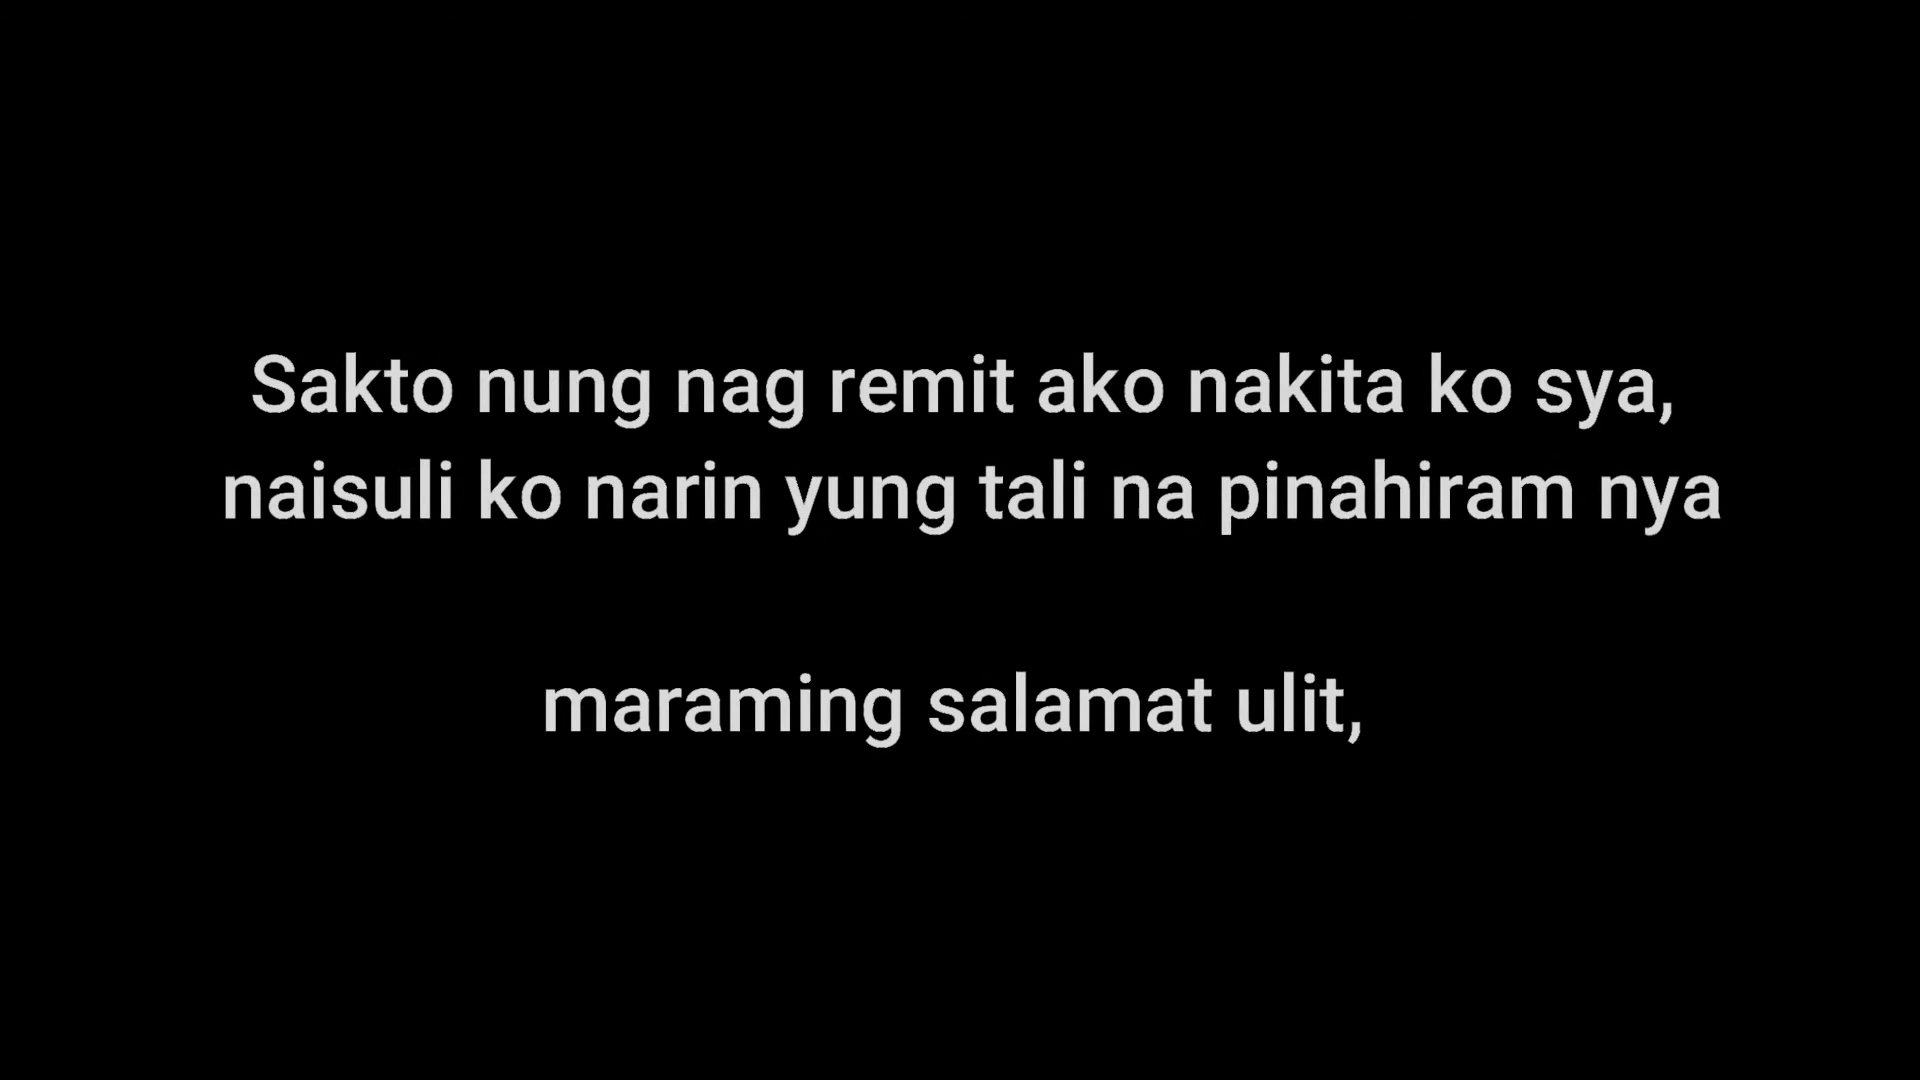 Sakto nung nag remit ako nakita ko sya,
naisuli ko narin yung tali na pinahiram nya
maraming salamat ulit,